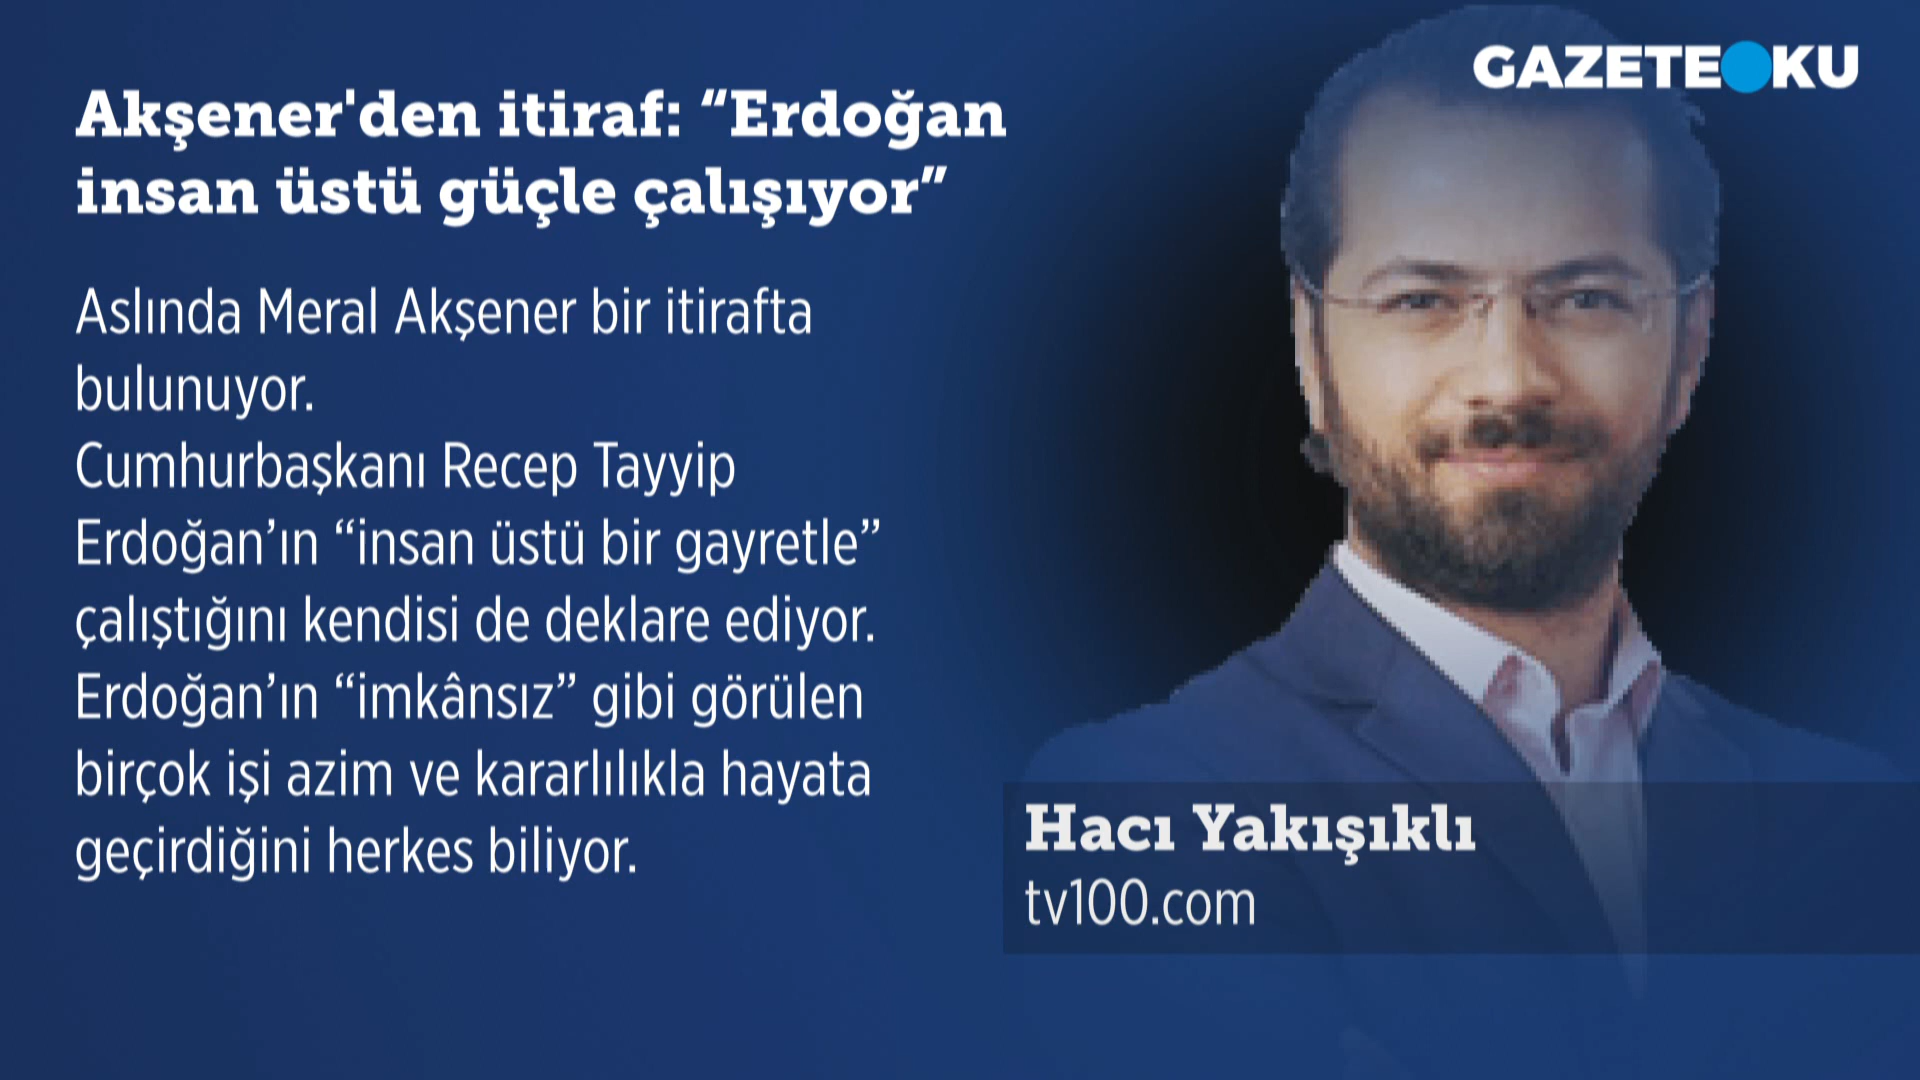 GAZETEOKU
Akşener'den itiraf: “Erdoğan
insan üstü güçle çalışıyor”
Aslında Meral Akşener bir itirafta
bulunuyor.
Cumhurbaşkanı Recep Tayyip
Erdoğan’ın “insan üstü bir gayretle”
çalıştığını kendisi de deklare ediyor.
Erdoğan’ın “imkânsız” gibi görülen
birçok işi azim ve kararlılıkla hayata
geçirdiğini herkes biliyor.
Hacı Yakışıklı
tv100.com